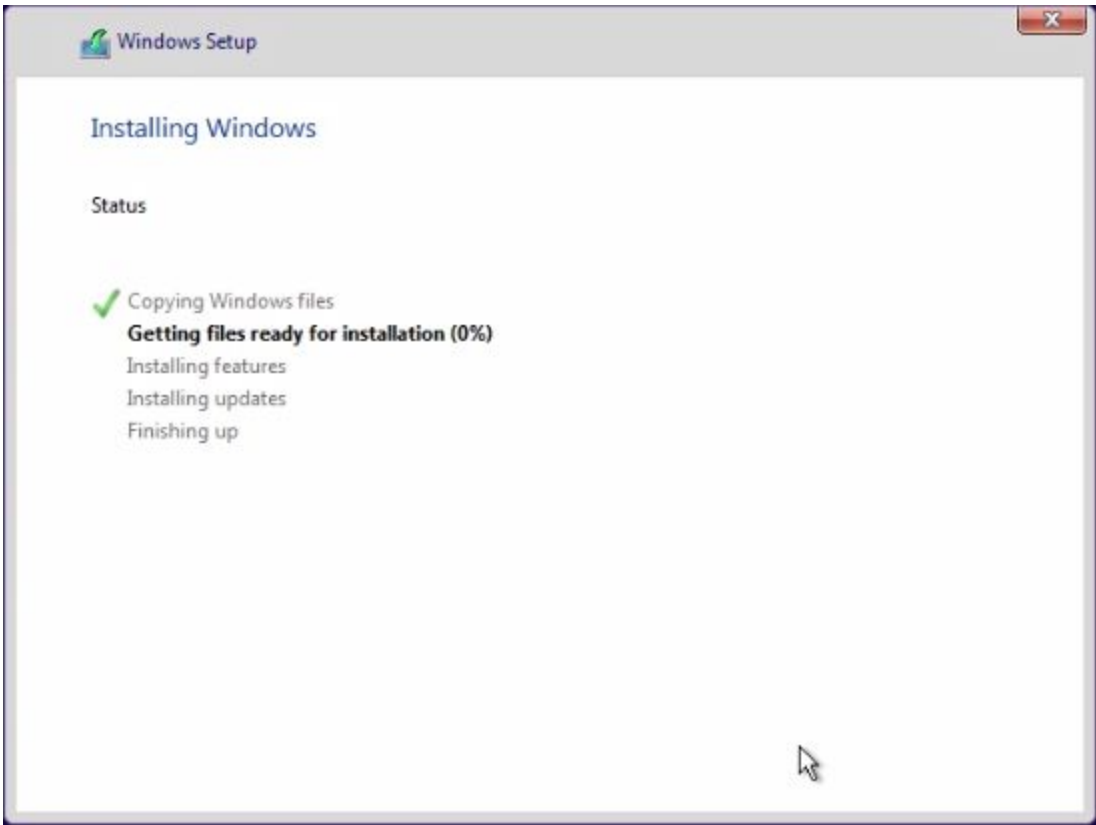 Windows Setup
Installing Windows
Status
Copying Windows files
Getting files ready for installation (0%)
Installing features
Installing updates
Finishing up